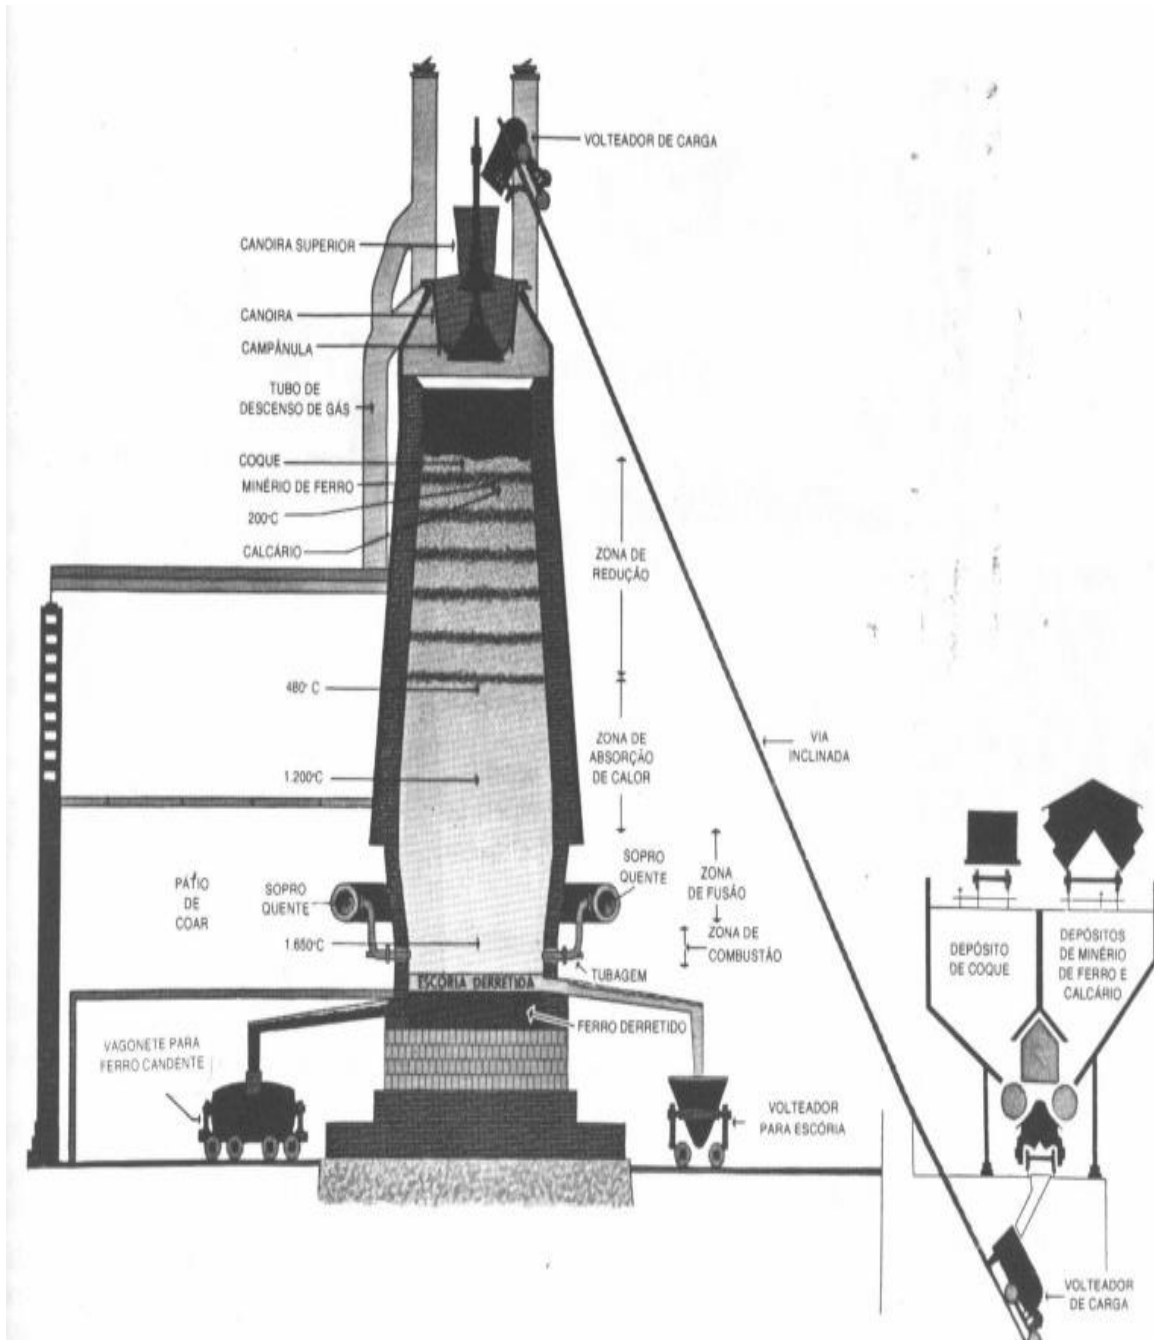 VOLTEADOR DE CARGA
CANOIRA SUPERIOR
CANOIRA
CAMPÂNULA
TUBO DE
DESCENSO DE GÁS
COQUE
MINÉRIO DE FERRO
200°C
CALCÁRIO
ZONA DE
REDUÇÃO
480° C
ZONA DE
ABSORÇÃO
DE CALOR
1.200°C
VIA
INCLINADA
PÁTIO
DE
COAR
SOPRO
QUENTE
SOPRO
QUENTE
ZONA
DE FUSÃO
1.650°C
ZONA DE
COMBUSTÃO
TUBAGEM
ESCÓRIA DERRETIDA
FERRO DERRETIDO
DEPÓSITO
DE COQUE
DEPÓSITOS
DE MINÉRIO
DE FERRO E
CALCÁRIO
VAGONETE PARA
FERRO CANDENTE
VOLTEADOR
PARA ESCÓRIA
VOLTEADOR
DE CARGA